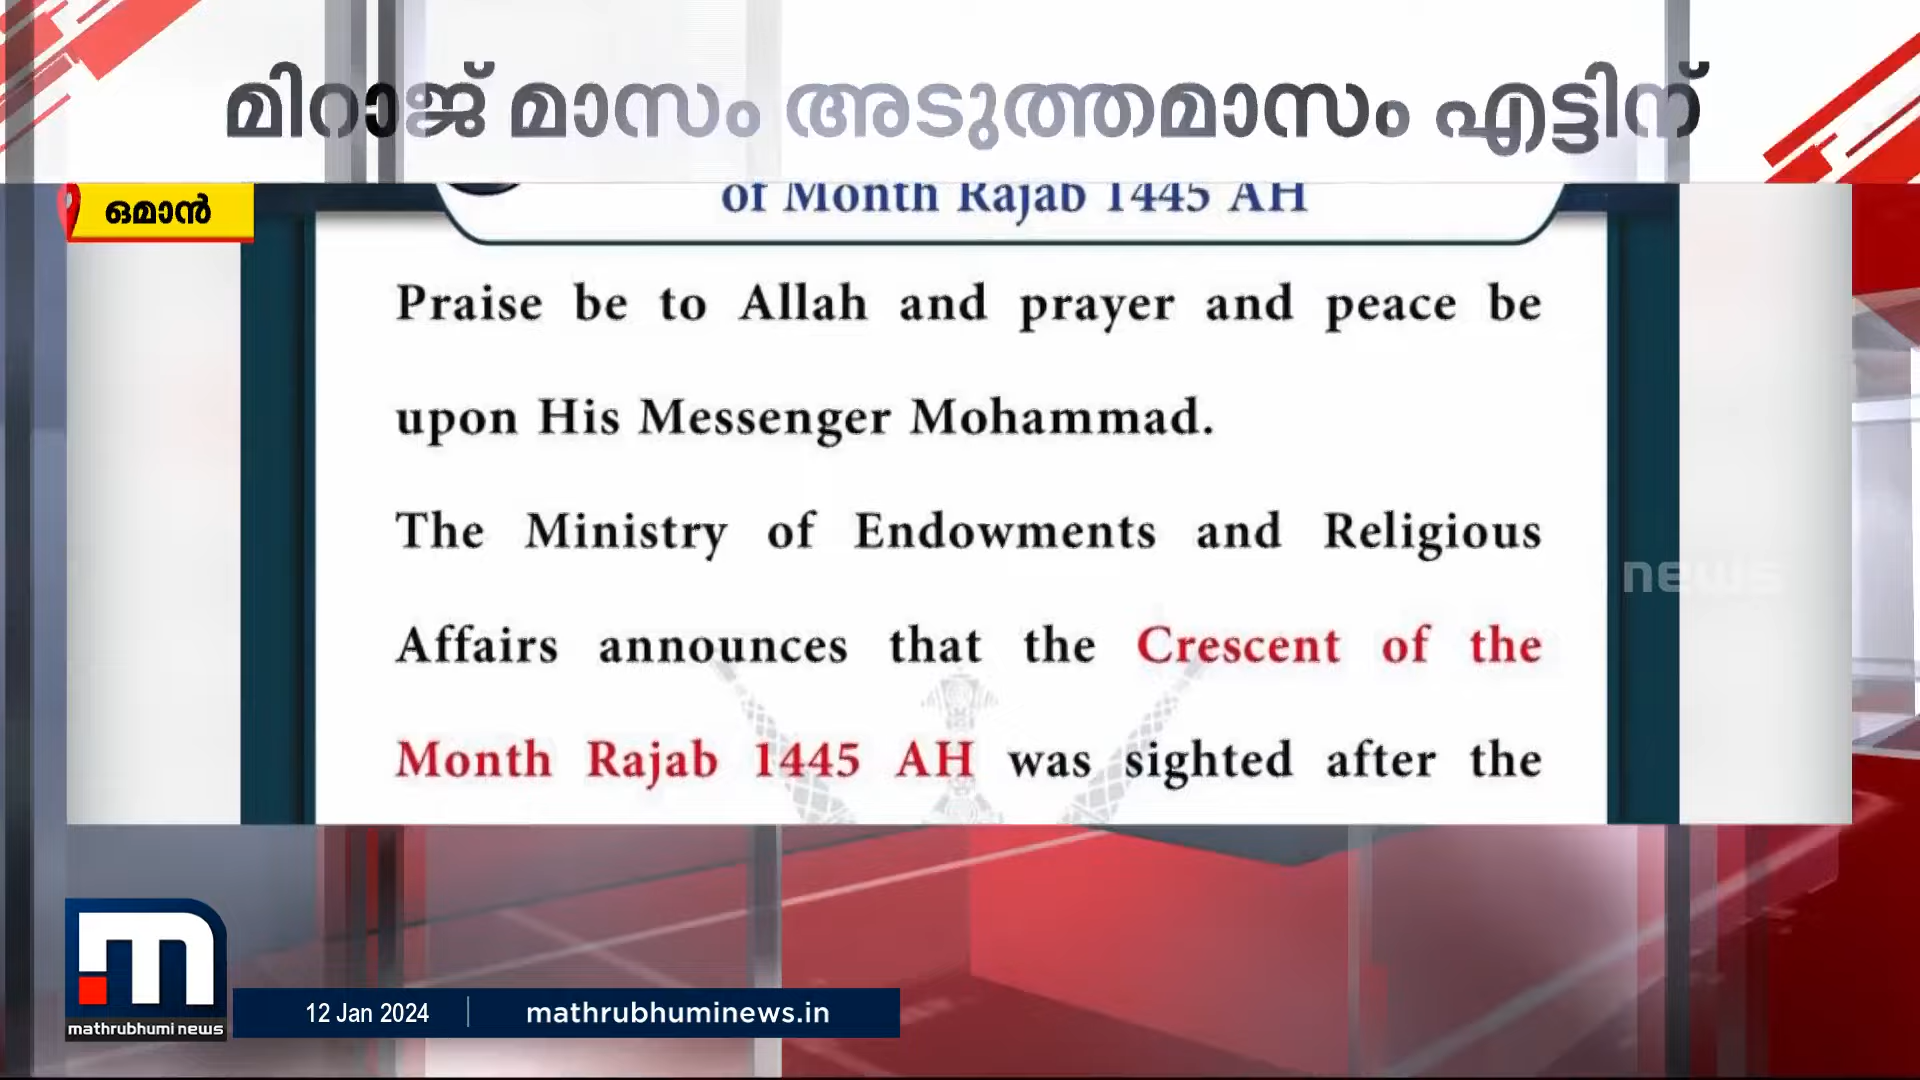 മിറാജ് മാസം അടുത്തമാസം എട്ടിന്
ഒമാൻ
of Month Rajab 1445 AH
Praise be to Allah and prayer and peace be
upon His Messenger Mohammad.
The Ministry of Endowments and Religious
Affairs announces that the Crescent of the
Month Rajab 1445 AH was sighted after the
news
mathrubhumi news
12 Jan 2024
mathrubhuminews.in